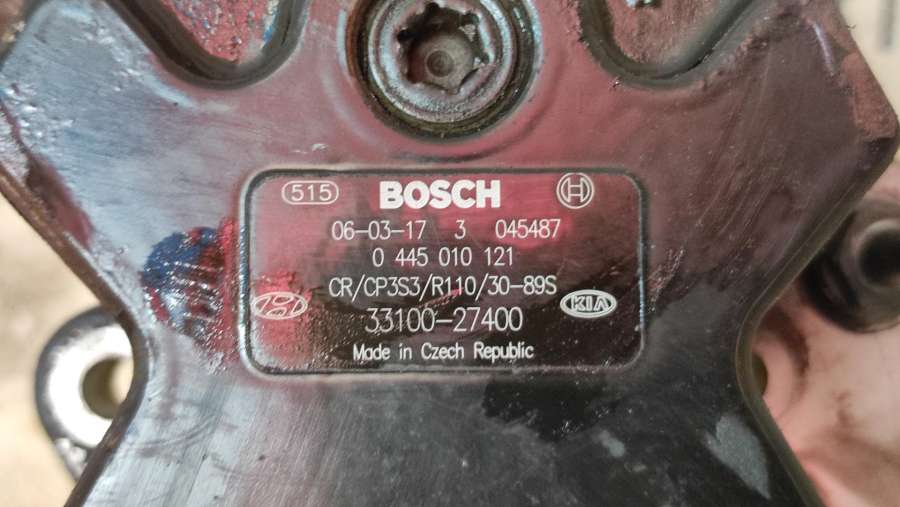 515 BOSCH
06-03-17 3 045487
0 445 010 121
CR/CP3S3/R110/30-89S
KIA
33100-27400
Made in Czech Republic